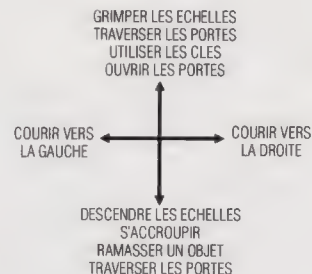 GRIMPER LES ECHELLES
TRAVERSER LES PORTES
UTILISER LES CLES
OUVRIR LES PORTES
COURIR VERS
LA GAUCHE
COURIR VERS
LA DROITE
DESCENDRE LES ECHELLES
S'ACCROUPIR
RAMASSER UN OBJET
TRAVERSER LES PORTES